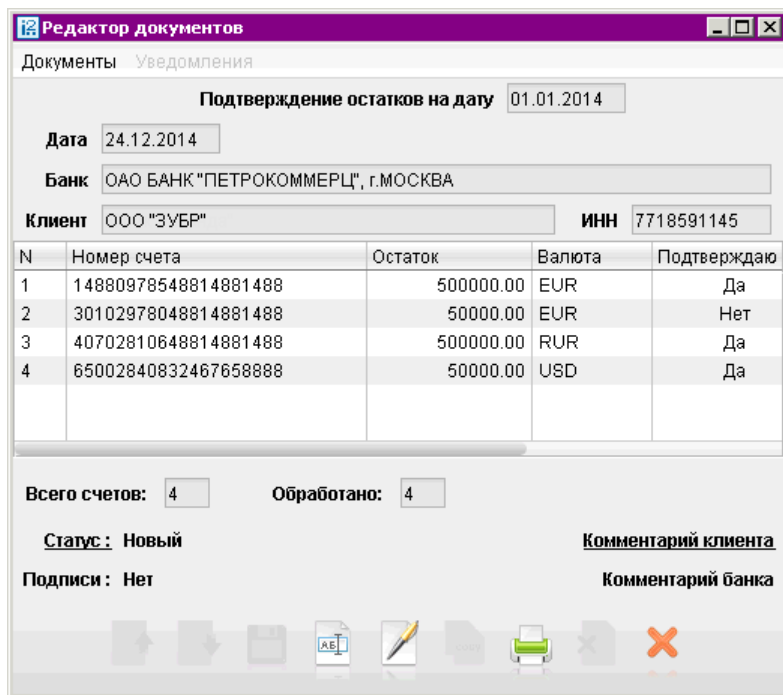 Редактор документов
Документы Уведомления
Подтверждение остатков на дату 01.01.2014
Дата 24.12.2014
Банк ОАО БАНК "ПЕТРОКОММЕРЦ", г.МОСКВА
Клиент ООО "ЗУБР" ИНН 7718591145
N Номер счета Остаток Валюта Подтверждаю
1 14880978548814881488 500000.00 EUR Да
2 30102978048814881488 50000.00 EUR Нет
3 40702810648814881488 500000.00 RUR Да
4 65002840832467658888 50000.00 USD Да
Всего счетов: 4 Обработано: 4
Статус : Новый Комментарий клиента
Подписи : Нет Комментарий банка
АБ